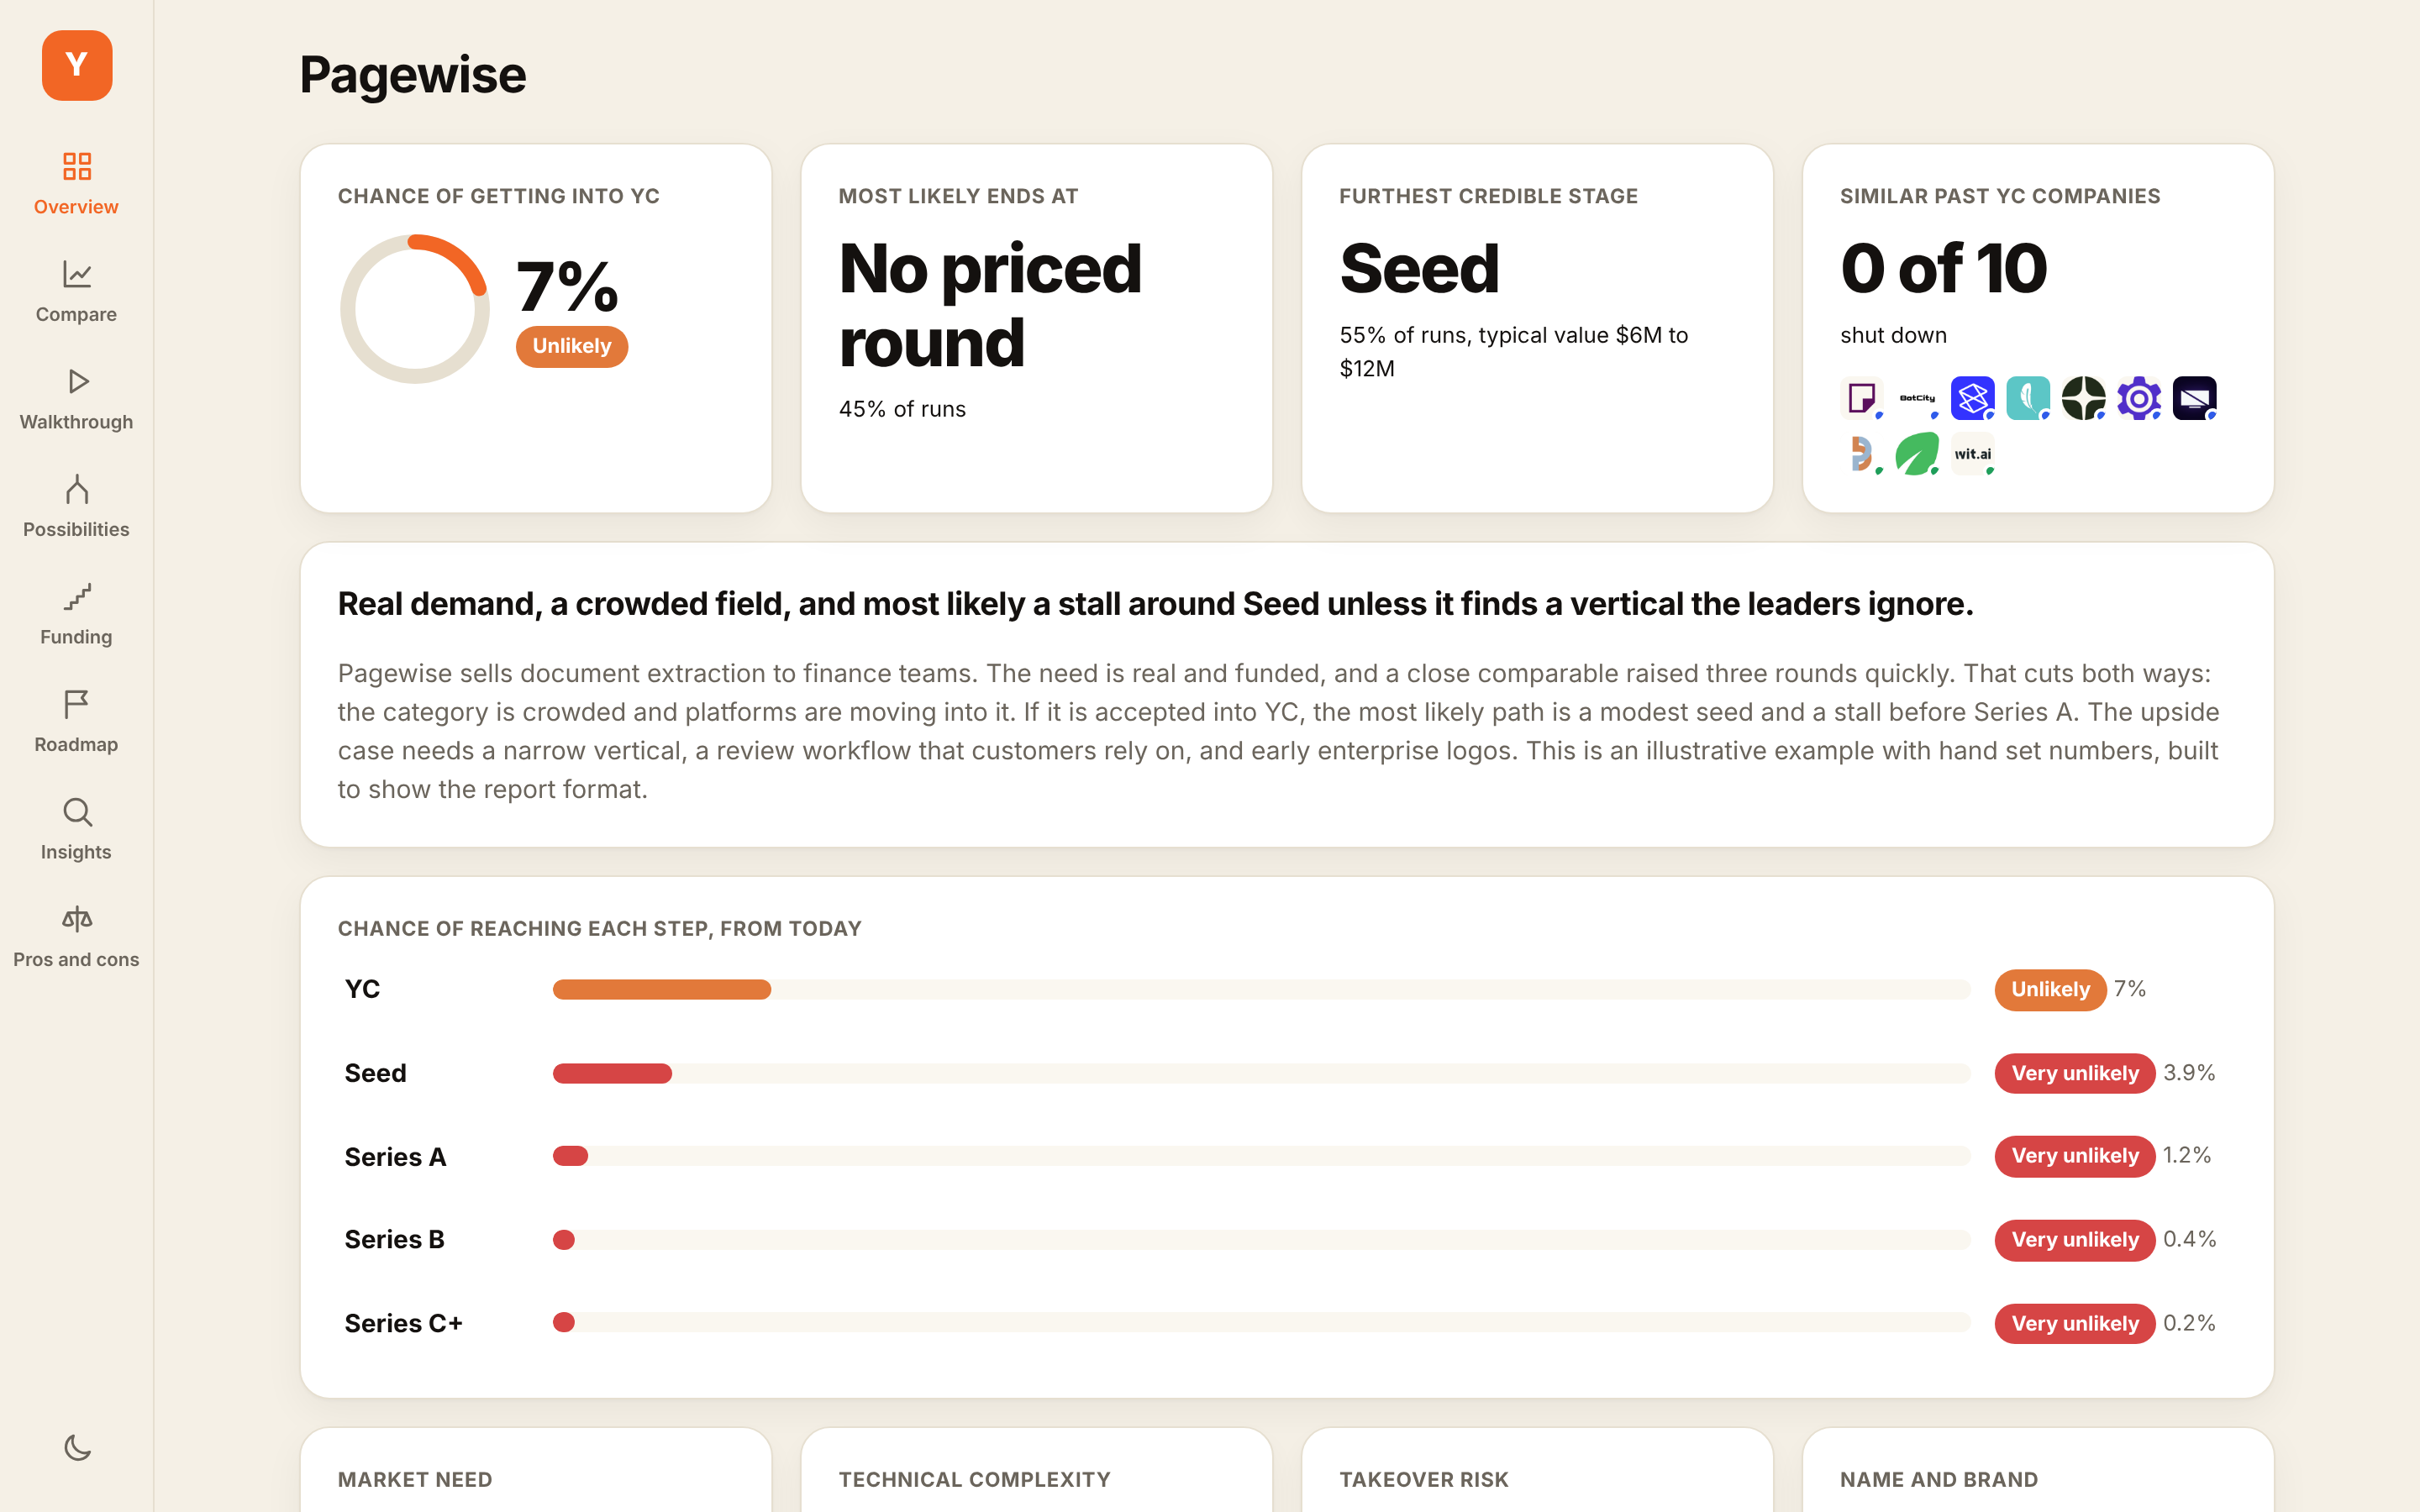 Y
Overview
Compare
Walkthrough
Possibilities
Funding
Roadmap
Insights
Pros and cons
Pagewise
CHANCE OF GETTING INTO YC
7%
Unlikely
MOST LIKELY ENDS AT
No priced
round
45% of runs
FURTHEST CREDIBLE STAGE
Seed
55% of runs, typical value $6M to
$12M
SIMILAR PAST YC COMPANIES
0 of 10
shut down
BotCity
wit.ai
Real demand, a crowded field, and most likely a stall around Seed unless it finds a vertical the leaders ignore.
Pagewise sells document extraction to finance teams. The need is real and funded, and a close comparable raised three rounds quickly. That cuts both ways:
the category is crowded and platforms are moving into it. If it is accepted into YC, the most likely path is a modest seed and a stall before Series A. The upside
case needs a narrow vertical, a review workflow that customers rely on, and early enterprise logos. This is an illustrative example with hand set numbers, built
to show the report format.
CHANCE OF REACHING EACH STEP, FROM TODAY
YC Unlikely 7%
Seed Very unlikely 3.9%
Series A Very unlikely 1.2%
Series B Very unlikely 0.4%
Series C+ Very unlikely 0.2%
MARKET NEED
TECHNICAL COMPLEXITY
TAKEOVER RISK
NAME AND BRAND